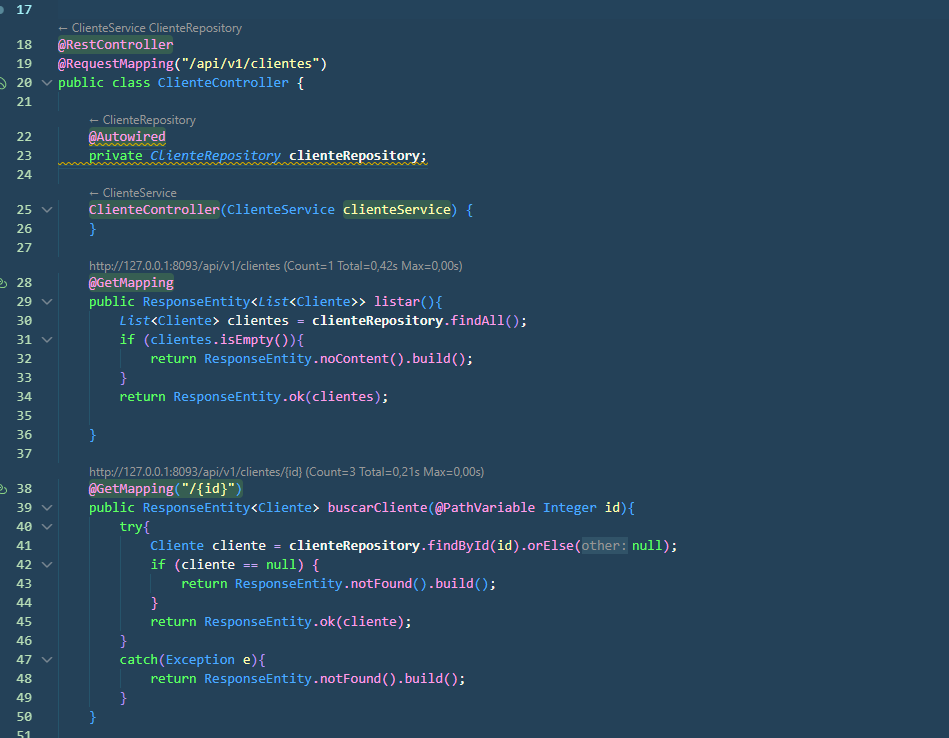 17
← ClienteService ClienteRepository
18 @RestController
19 @RequestMapping("/api/v1/clientes")
20 public class ClienteController {
21
← ClienteRepository
22     @Autowired
23     private ClienteRepository clienteRepository;
24
← ClienteService
25     ClienteController(ClienteService clienteService) {
26     }
27
http://127.0.0.1:8093/api/v1/clientes (Count=1 Total=0,42s Max=0,00s)
28     @GetMapping
29     public ResponseEntity<List<Cliente>> listar(){
30         List<Cliente> clientes = clienteRepository.findAll();
31         if (clientes.isEmpty()){
32             return ResponseEntity.noContent().build();
33         }
34         return ResponseEntity.ok(clientes);
35
36     }
37
http://127.0.0.1:8093/api/v1/clientes/{id} (Count=3 Total=0,21s Max=0,00s)
38     @GetMapping("/{id}")
39     public ResponseEntity<Cliente> buscarCliente(@PathVariable Integer id){
40         try{
41             Cliente cliente = clienteRepository.findById(id).orElse(other: null);
42             if (cliente == null) {
43                 return ResponseEntity.notFound().build();
44             }
45             return ResponseEntity.ok(cliente);
46         }
47         catch(Exception e){
48             return ResponseEntity.notFound().build();
49         }
50     }
51